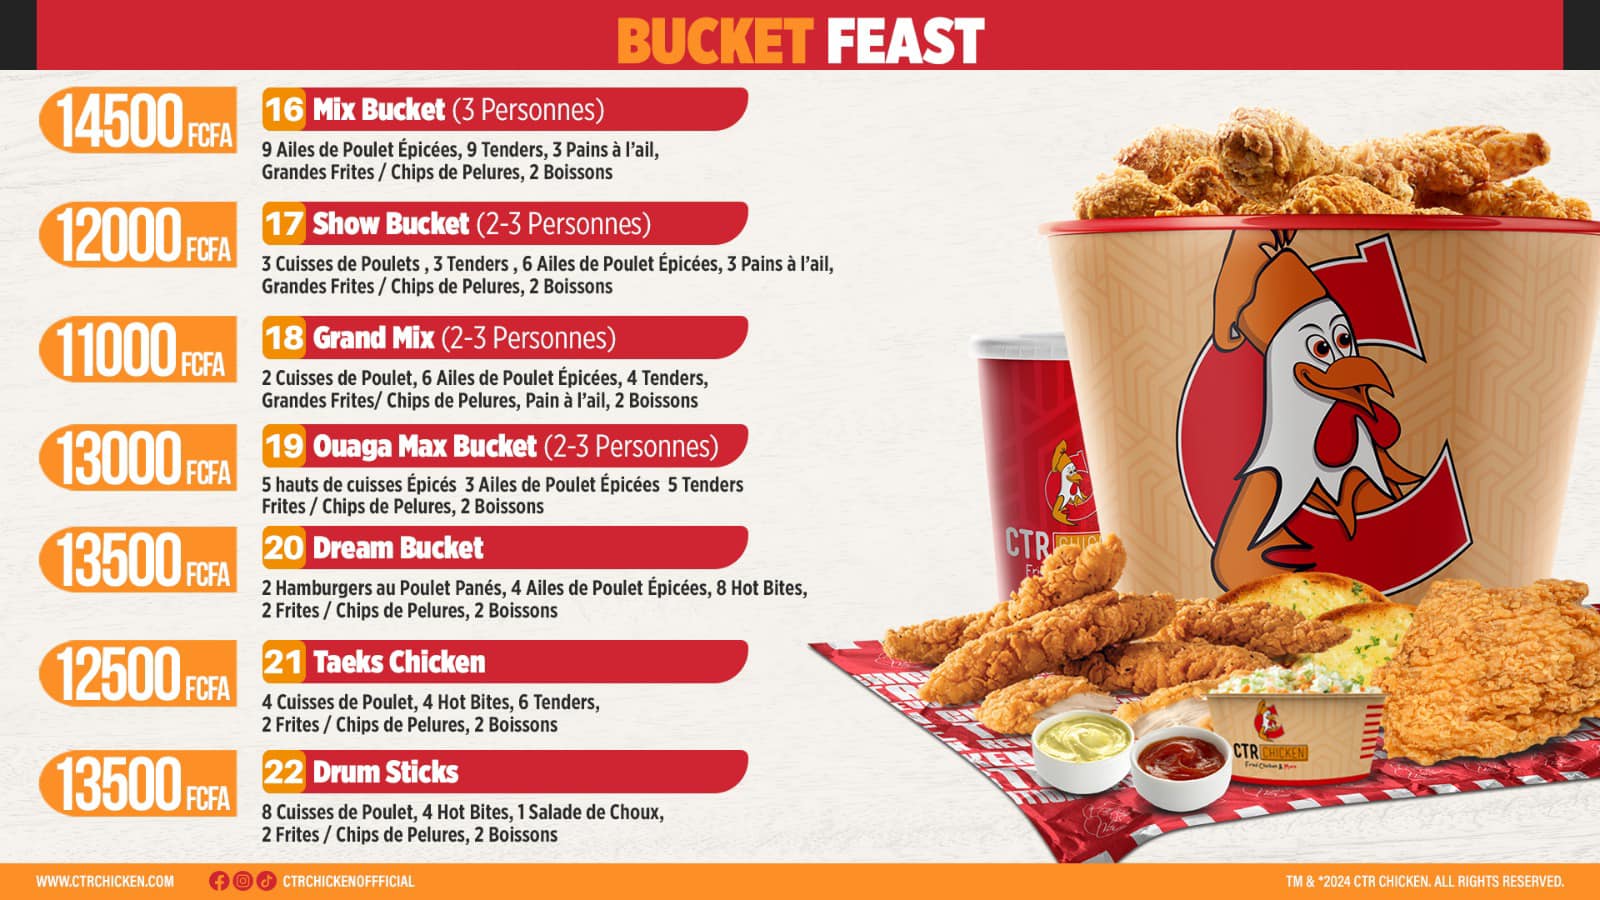 BUCKET FEAST
14500 FCFA
16 Mix Bucket (3 Personnes)
9 Ailes de Poulet Épicées, 9 Tenders, 3 Pains à l'ail,
Grandes Frites / Chips de Pelures, 2 Boissons
12000 FCFA
17 Show Bucket (2-3 Personnes)
3 Cuisses de Poulets , 3 Tenders , 6 Ailes de Poulet Épicées, 3 Pains à l'ail,
Grandes Frites / Chips de Pelures, 2 Boissons
11000 FCFA
18 Grand Mix (2-3 Personnes)
2 Cuisses de Poulet, 6 Ailes de Poulet Épicées, 4 Tenders,
Grandes Frites/ Chips de Pelures, Pain à l'ail, 2 Boissons
13000 FCFA
19 Ouaga Max Bucket (2-3 Personnes)
5 hauts de cuisses Épicés 3 Ailes de Poulet Épicées 5 Tenders
Frites / Chips de Pelures, 2 Boissons
13500 FCFA
20 Dream Bucket
2 Hamburgers au Poulet Panés, 4 Ailes de Poulet Épicées, 8 Hot Bites,
2 Frites / Chips de Pelures, 2 Boissons
12500 FCFA
21 Taeks Chicken
4 Cuisses de Poulet, 4 Hot Bites, 6 Tenders,
2 Frites / Chips de Pelures, 2 Boissons
13500 FCFA
22 Drum Sticks
8 Cuisses de Poulet, 4 Hot Bites, 1 Salade de Choux,
2 Frites / Chips de Pelures, 2 Boissons
CTR
CTR CHICKEN
Fried Chicken & More
WWW.CTRCHICKEN.COM
CTRCHICKENOFFFICIAL
TM & *2024 CTR CHICKEN. ALL RIGHTS RESERVED.